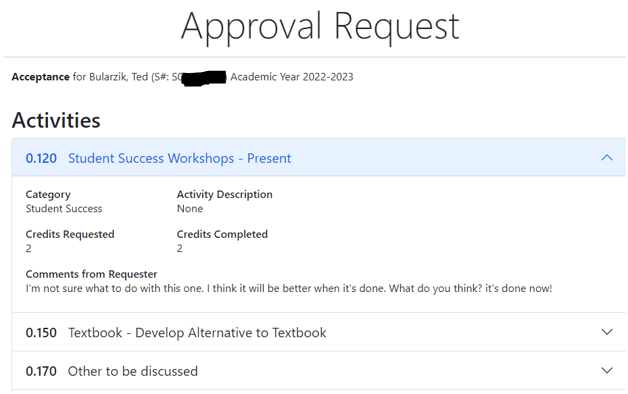 Approval Request
Acceptance for Bularzik, Ted (S#: Academic Year 2022-2023
Activities
0.120 Student Success Workshops - Present
Category Activity Description
Student Success None
Credits Requested Credits Completed
2 2
Comments from Requester
I'm not sure what to do with this one. I think it will be better when it's done. What do you think? it's done now!
0.150 Textbook - Develop Alternative to Textbook
0.170 Other to be discussed